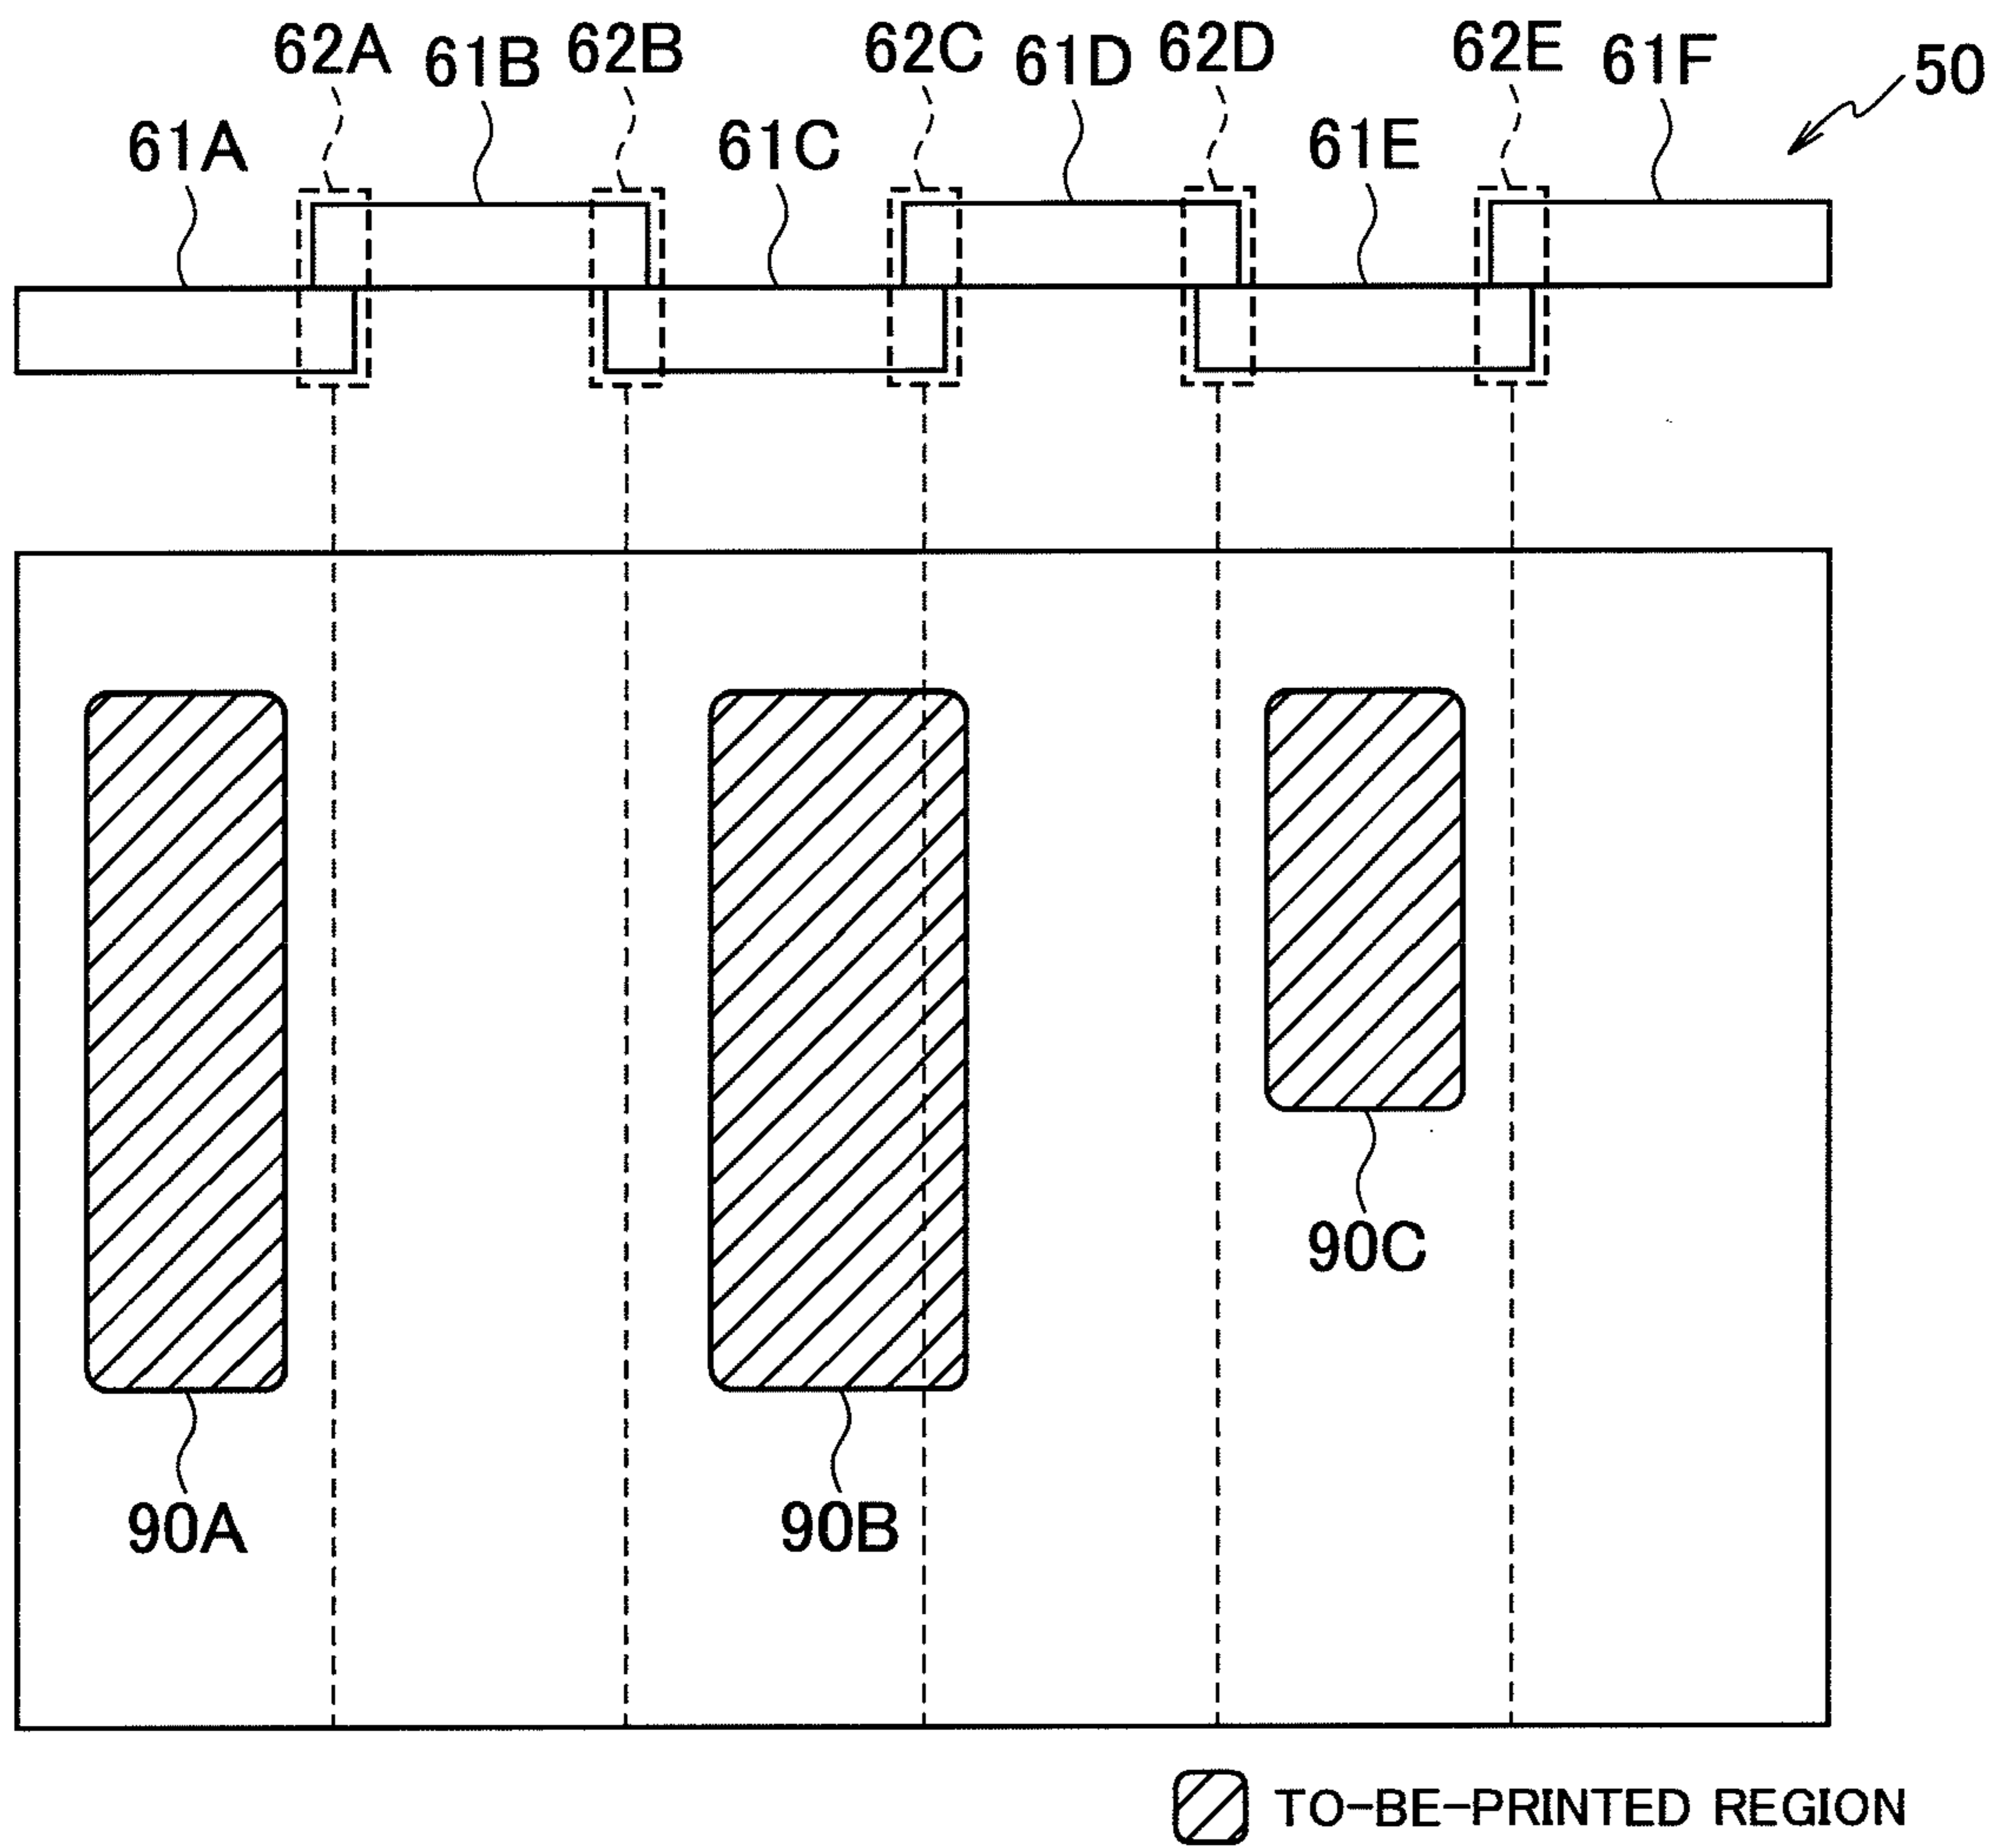 62A 61B 62B 62C 61D 62D 62E 61F 50
61A 61C 61E
90C
90A 90B
TO-BE-PRINTED REGION